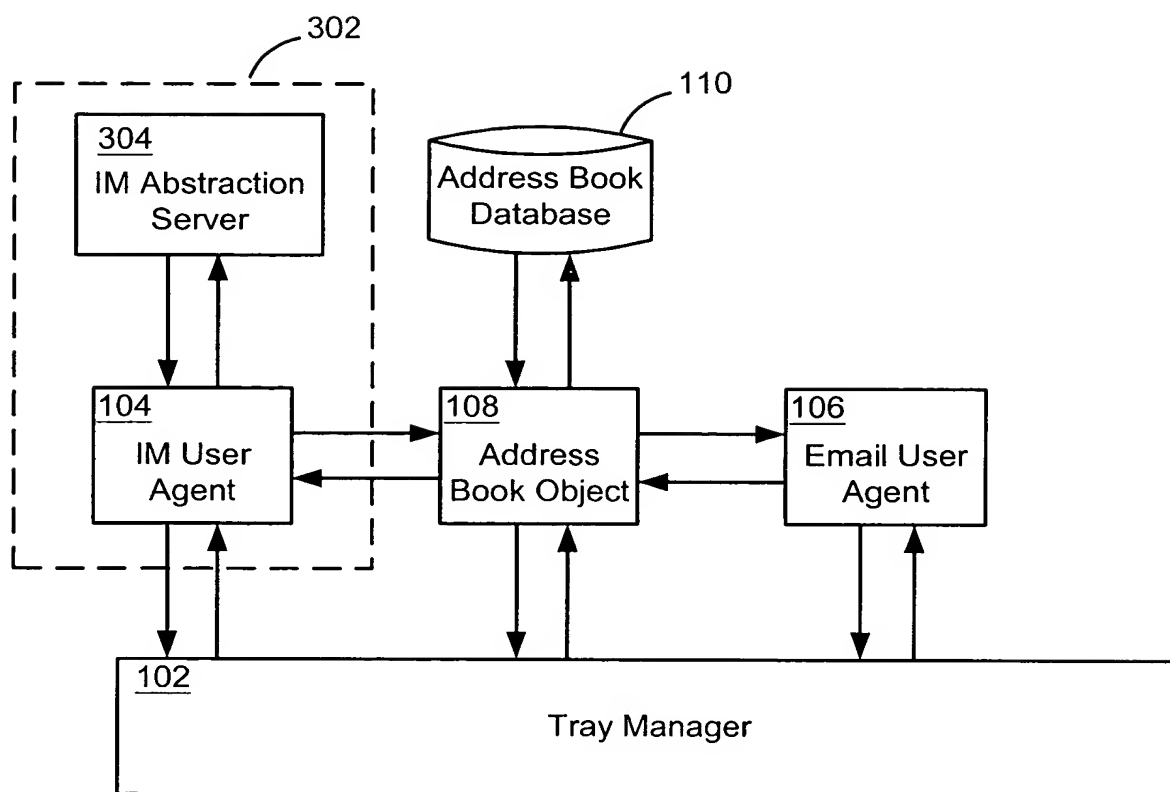 302
110
304
IM Abstraction
Server
Address Book
Database
104
IM User
Agent
108
Address
Book Object
106
Email User
Agent
102
Tray Manager